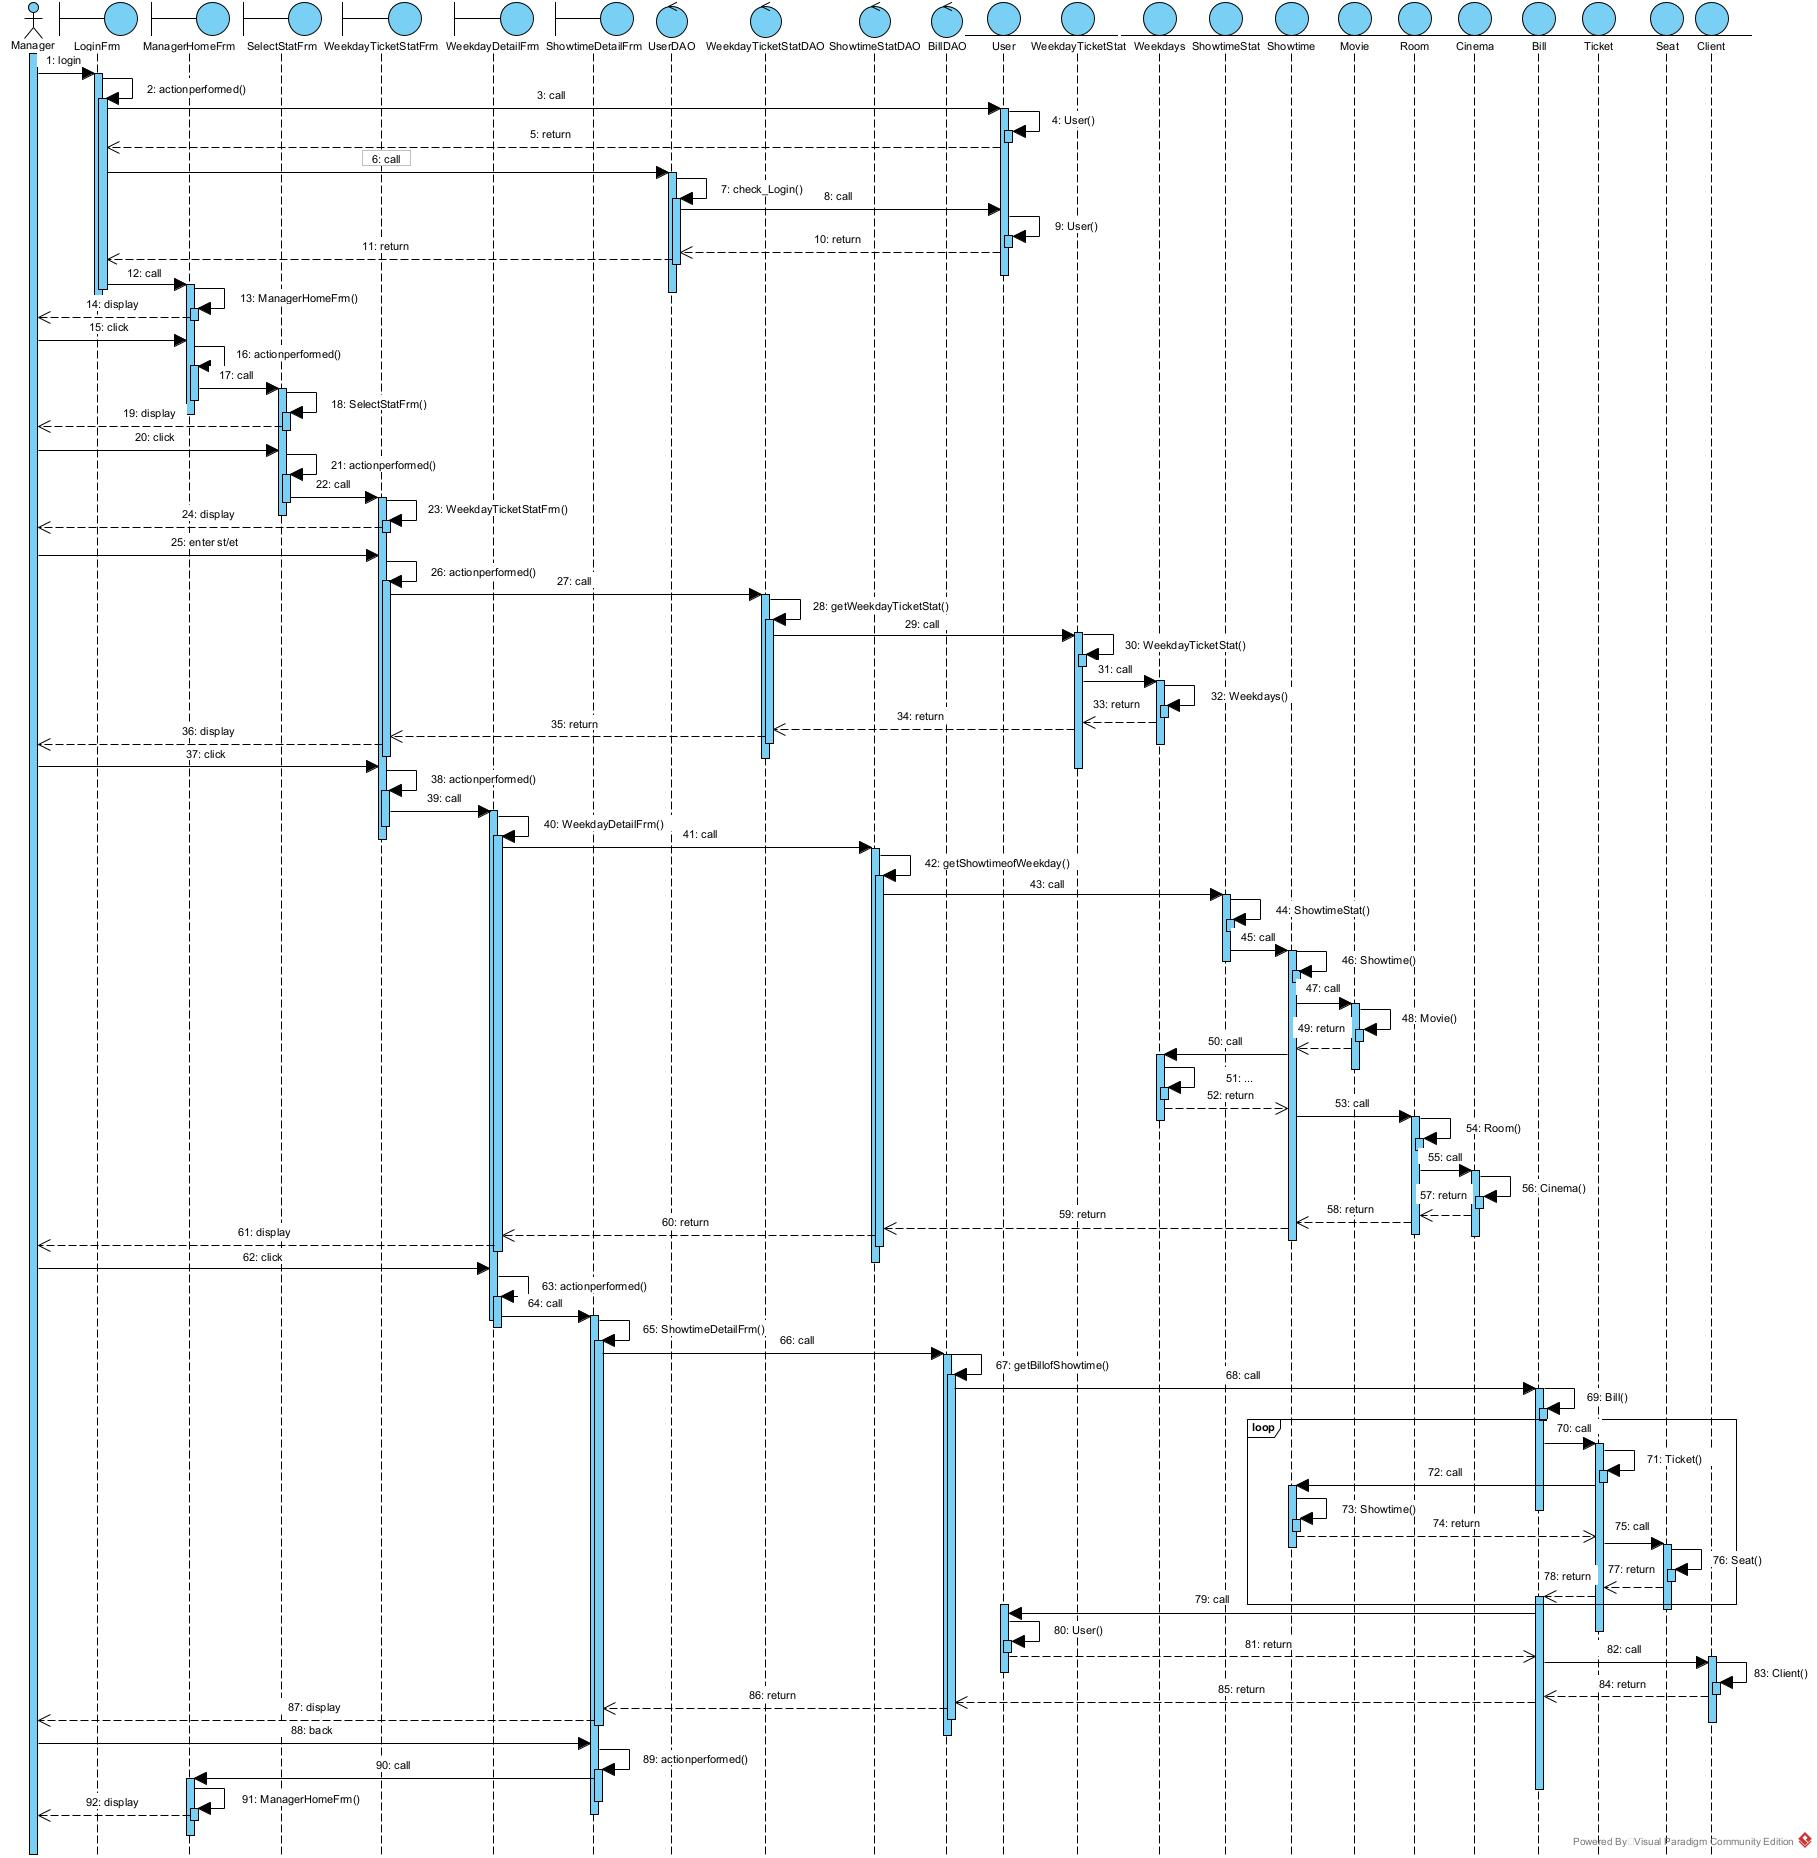 Manager
LoginFrm
ManagerHomeFrm
SelectStatFrm
WeekdayTicketStatFrm
WeekdayDetailFrm
ShowtimeDetailFrm
UserDAO
WeekdayTicketStatDAO
ShowtimeStatDAO
BillDAO
User
WeekdayTicketStat
Weekdays
ShowtimeStat
Showtime
Movie
Room
Cinema
Bill
Ticket
Seat
Client
1: login
2: actionperformed()
3: call
4: User()
5: return
6: call
7: check_Login()
8: call
9: User()
10: return
11: return
12: call
13: ManagerHomeFrm()
14: display
15: click
16: actionperformed()
17: call
18: SelectStatFrm()
19: display
20: click
21: actionperformed()
22: call
23: WeekdayTicketStatFrm()
24: display
25: enter st/et
26: actionperformed()
27: call
28: getWeekdayTicketStat()
29: call
30: WeekdayTicketStat()
31: call
32: Weekdays()
33: return
34: return
35: return
36: display
37: click
38: actionperformed()
39: call
40: WeekdayDetailFrm()
41: call
42: getShowtimeofWeekday()
43: call
44: ShowtimeStat()
45: call
46: Showtime()
47: call
48: Movie()
49: return
50: call
51: ...
52: return
53: call
54: Room()
55: call
56: Cinema()
57: return
58: return
59: return
60: return
61: display
62: click
63: actionperformed()
64: call
65: ShowtimeDetailFrm()
66: call
67: getBillofShowtime()
68: call
69: Bill()
loop
70: call
71: Ticket()
72: call
73: Showtime()
74: return
75: call
76: Seat()
77: return
78: return
79: call
80: User()
81: return
82: call
83: Client()
84: return
85: return
86: return
87: display
88: back
89: actionperformed()
90: call
91: ManagerHomeFrm()
92: display
Powered By Visual Paradigm Community Edition